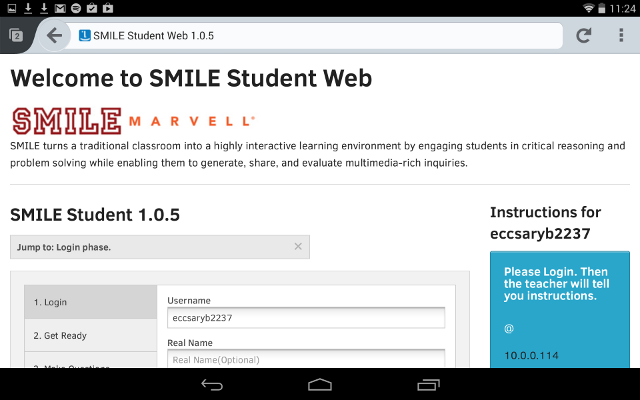 11:24
2
SMILE Student Web 1.0.5
Welcome to SMILE Student Web
SMILE MARVELL®
SMILE turns a traditional classroom into a highly interactive learning environment by engaging students in critical reasoning and
problem solving while enabling them to generate, share, and evaluate multimedia-rich inquiries.
SMILE Student 1.0.5
Jump to: Login phase.
1. Login
2. Get Ready
3. Make Questions
Username
eccsaryb2237
Real Name
Real Name(Optional)
Instructions for
eccsaryb2237
Please Login. Then
the teacher will tell
you instructions.
@
10.0.0.114